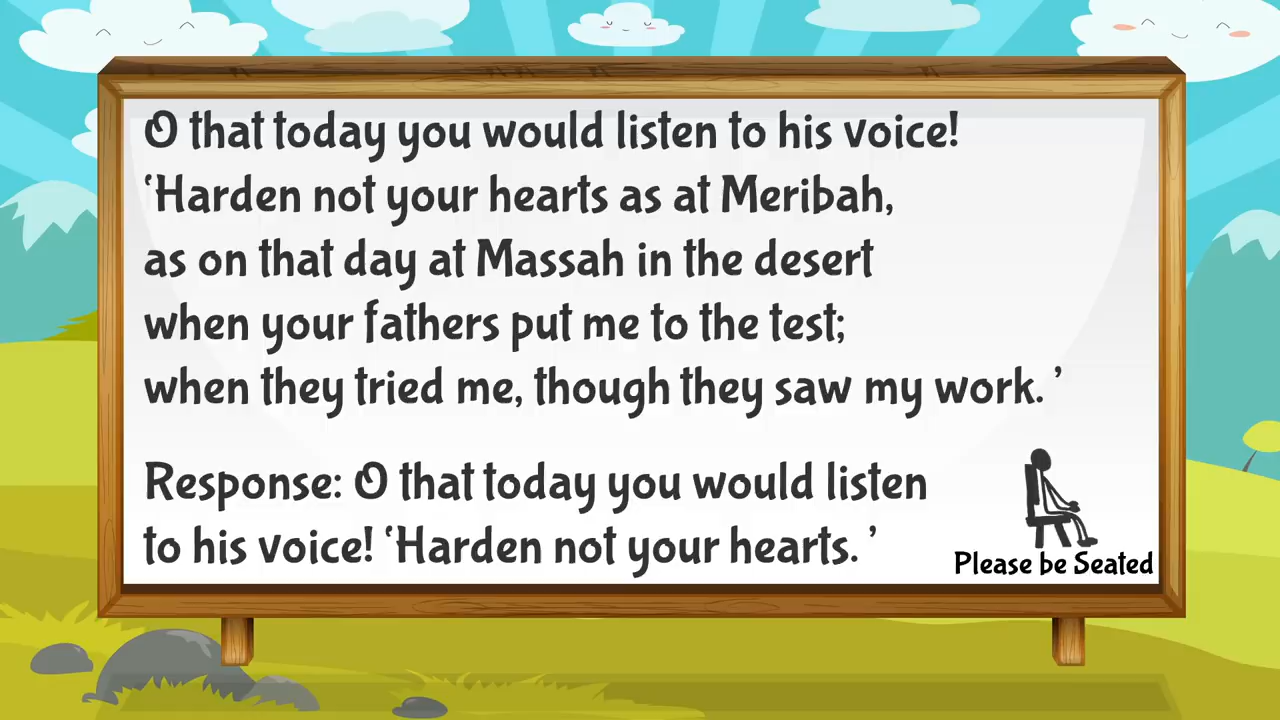 O that today you would listen to his voice!
‘Harden not your hearts as at Meribah,
as on that day at Massah in the desert
when your fathers put me to the test;
when they tried me, though they saw my work. ’
Response: O that today you would listen
to his voice! ‘Harden not your hearts. ’
Please be Seated